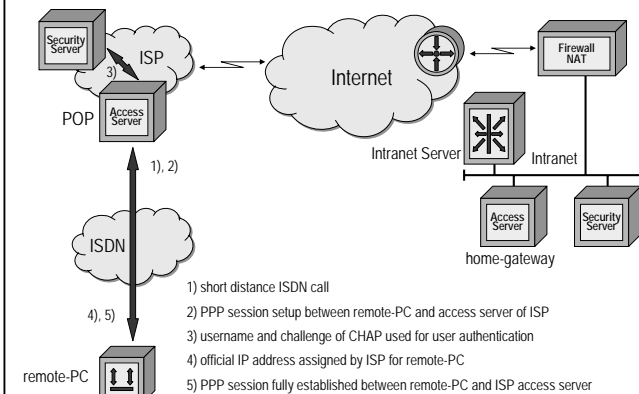 Security
Server
ISP
3)
POP
Access
Server
Internet
Firewall
NAT
Intranet Server
Intranet
1), 2)
Access
Server
Security
Server
home-gateway
ISDN
4), 5)
remote-PC
1) short distance ISDN call
2) PPP session setup between remote-PC and access server of ISP
3) username and challenge of CHAP used for user authentication
4) official IP address assigned by ISP for remote-PC
5) PPP session fully established between remote-PC and ISP access server